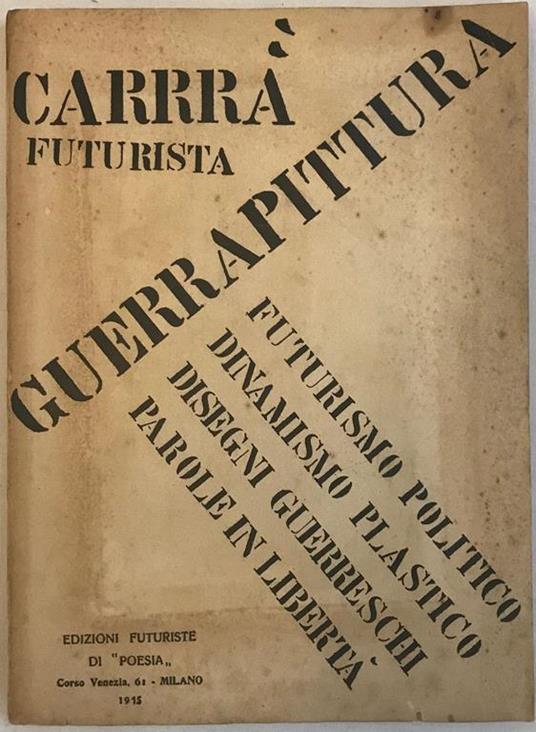 CARRRÀ
FUTURISTA
GUERRAPITTURA
FUTURISMO POLITICO
DINAMISMO PLASTICO
DISEGNI GUERRESCHI
PAROLE IN LIBERTÀ
EDIZIONI FUTURISTE
DI "POESIA„
Corso Venezia, 61 - MILANO
1915